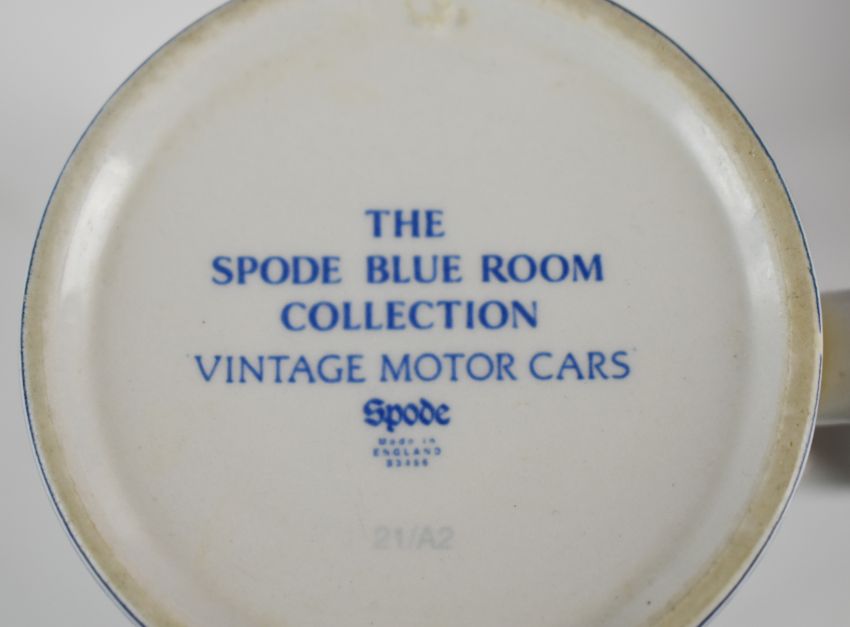 THE
SPODE BLUE ROOM
COLLECTION
VINTAGE MOTOR CARS
Spode
Made in
ENGLAND
21/A2